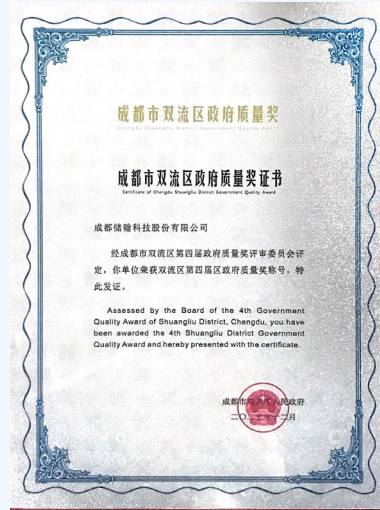 成都市双流区政府质量奖
Chengdu Shuangliu District Government Quality Award
成都市双流区政府质量奖证书
Certificate of Chengdu Shuangliu District Government Quality Award
成都储翰科技股份有限公司
经成都市双流区第四届政府质量奖评审委员会评
定，你单位荣获双流区第四届区政府质量奖称号，特
此发证。
Assessed by the Board of the 4th Government
Quality Award of Shuangliu District, Chengdu, you have
been awarded the 4th Shuangliu District Government
Quality Award and hereby presented with the certificate.
成都市双流区人民政府